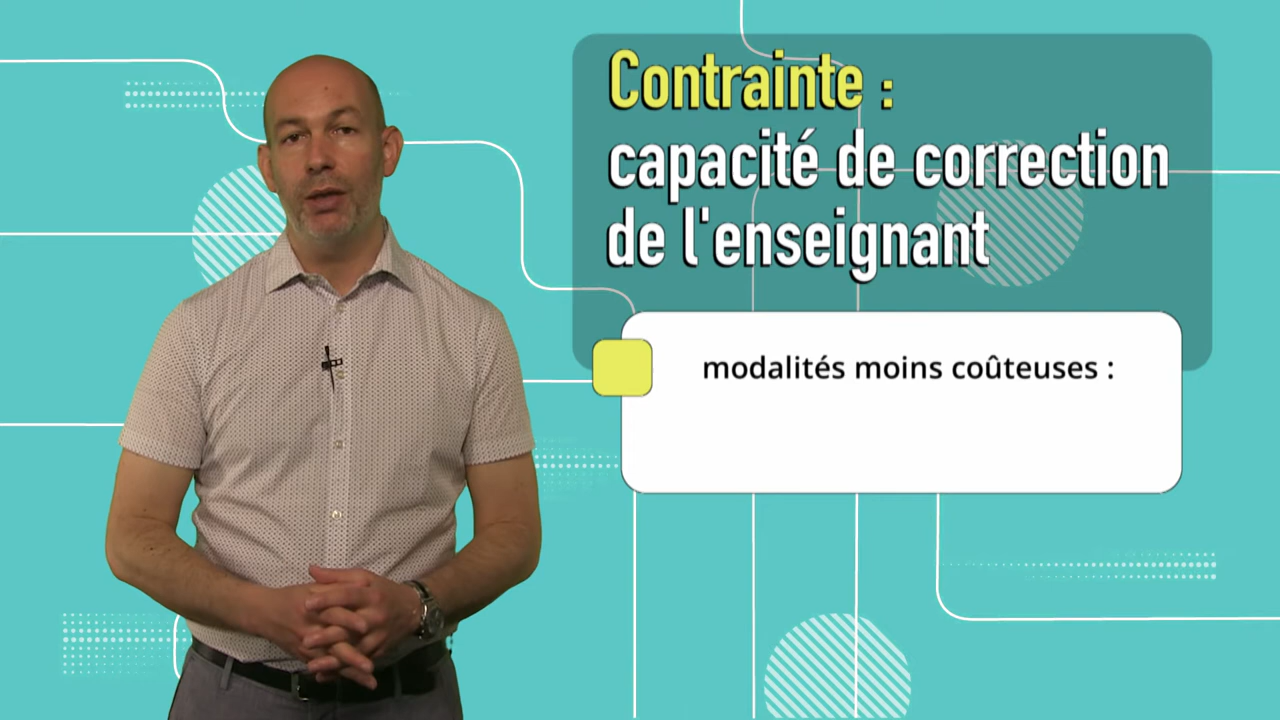 Contrainte :
capacité de correction
de l'enseignant
modalités moins coûteuses :